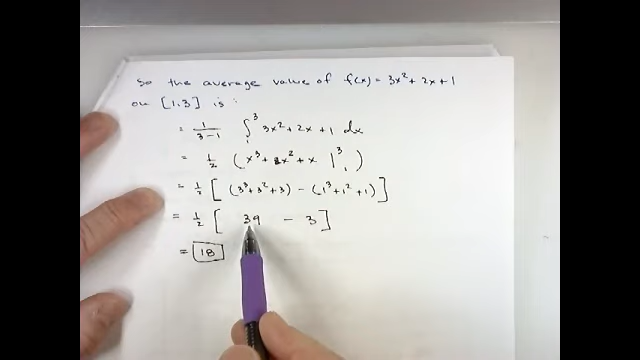 So the average value of f(x) = 3x² + 2x + 1
on [1,3] is:
= 1/(3-1) ∫₁³ 3x² + 2x + 1 dx
= 1/2 (x³ + x² + x |₁³)
= 1/2 [(3³+3²+3) - (1³+1²+1)]
= 1/2 [39 - 3]
= 18